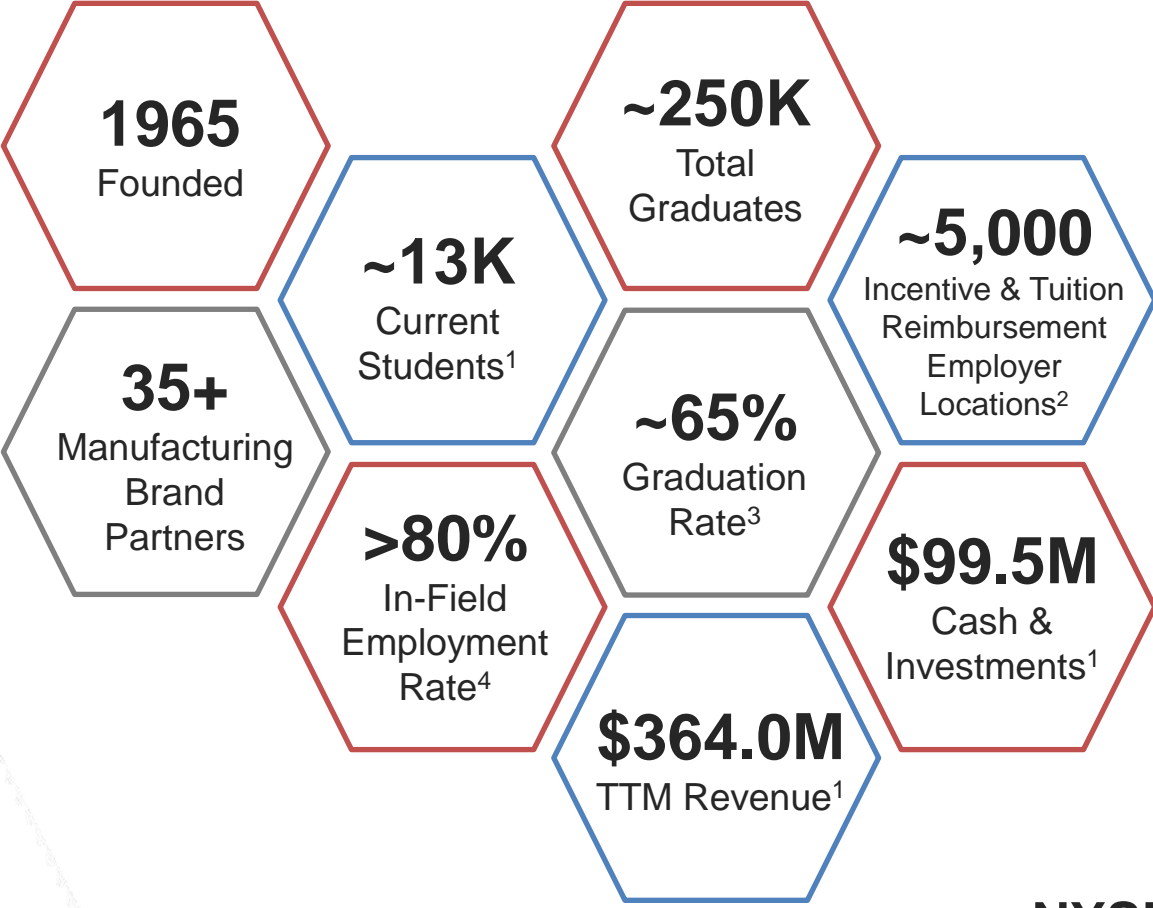 1965
Founded
~250K
Total
Graduates
~13K
Current
Students¹
~5,000
Incentive & Tuition
Reimbursement
Employer
Locations²
35+
Manufacturing
Brand
Partners
~65%
Graduation
Rate³
>80%
In-Field
Employment
Rate⁴
$99.5M
Cash &
Investments¹
$364.0M
TTM Revenue¹